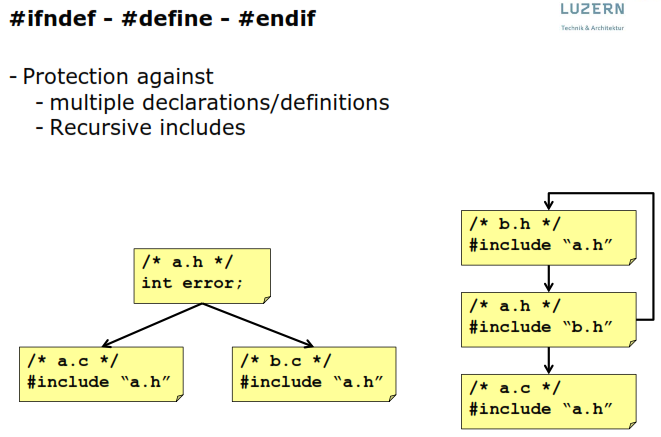 #ifndef – #define – #endif
LUZERN
Technik & Architektur
- Protection against
- multiple declarations/definitions
- Recursive includes
/* a.h */
int error;
/* a.c */
#include “a.h”
/* b.c */
#include “a.h”
/* b.h */
#include “a.h”
/* a.h */
#include “b.h”
/* a.c */
#include “a.h”